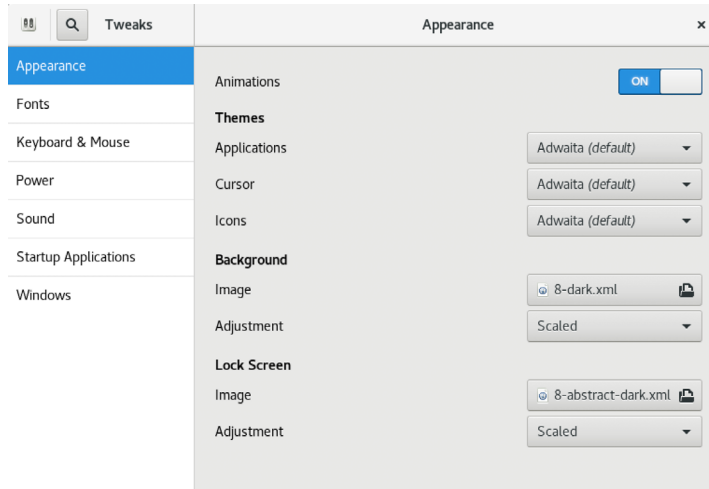 Tweaks
Appearance
Appearance
Fonts
Keyboard & Mouse
Power
Sound
Startup Applications
Windows
Animations ON
Themes
Applications Adwaita (default)
Cursor Adwaita (default)
Icons Adwaita (default)
Background
Image 8-dark.xml
Adjustment Scaled
Lock Screen
Image 8-abstract-dark.xml
Adjustment Scaled